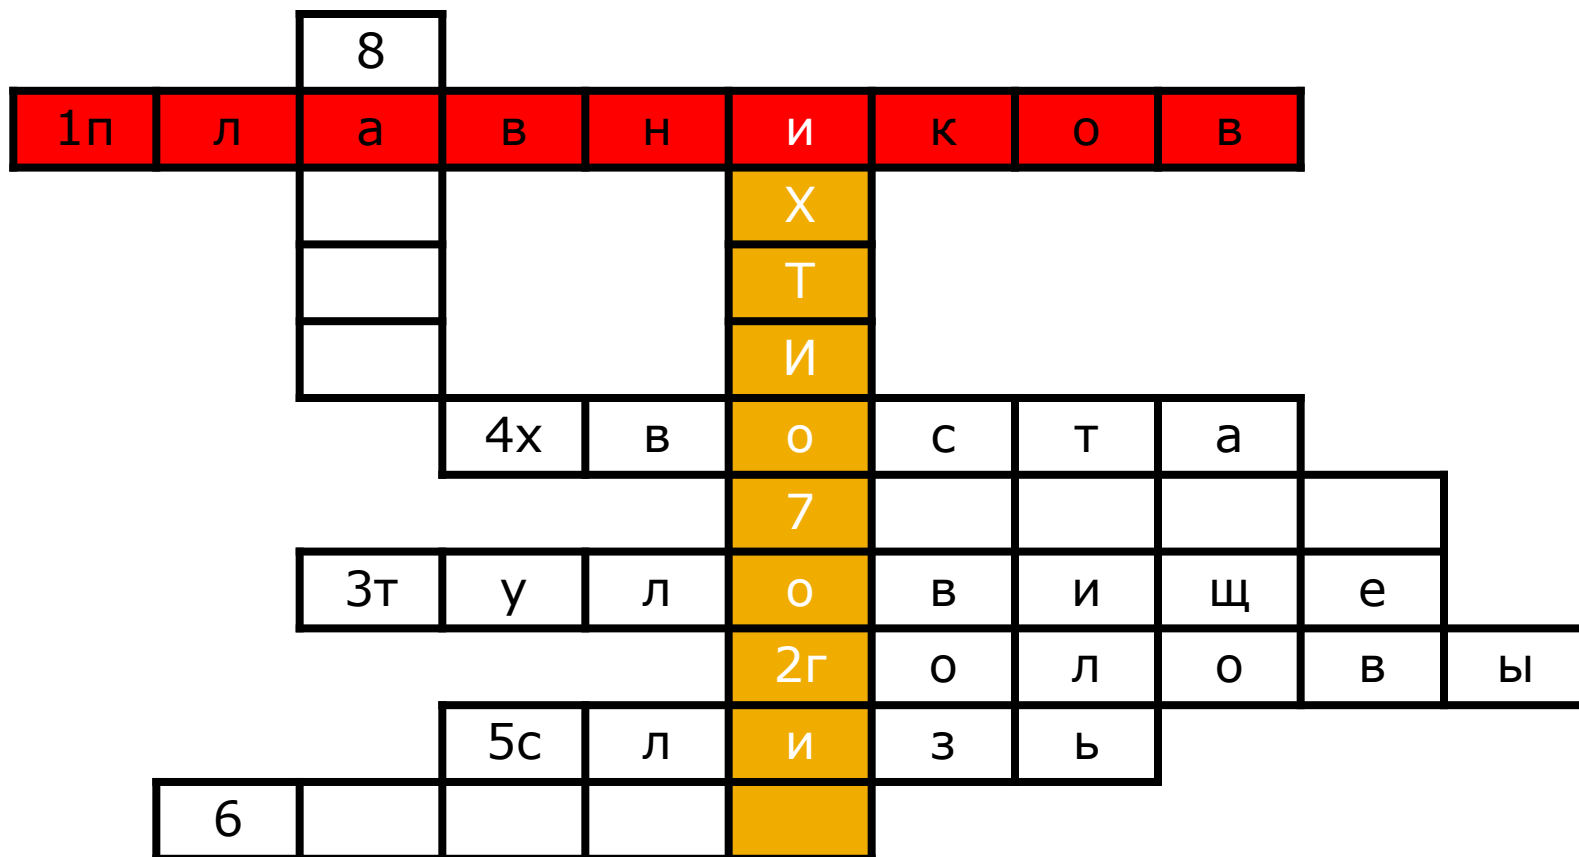 8
1п л а в н и к о в
Х
Т
И
4х в о с т а
7
3т у л о в и щ е
2г о л о в ы
5с л и з ь
6